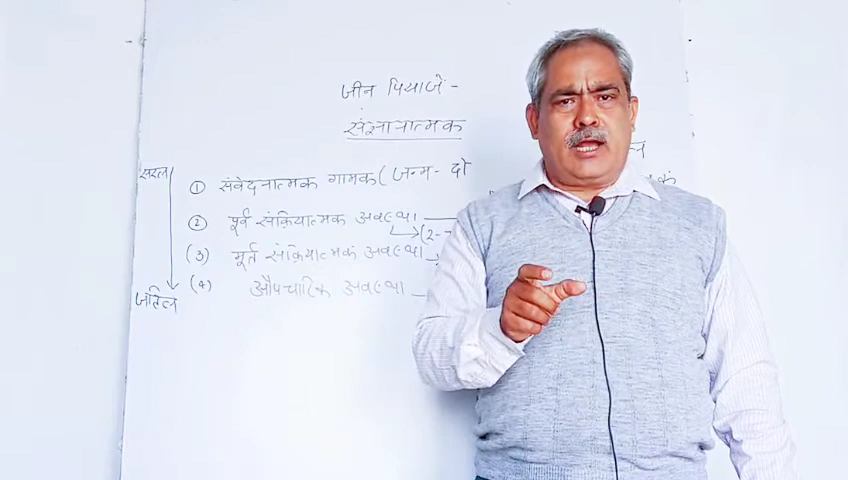 जीन पियाजे -
संज्ञानात्मक
सरल
① संवेदनात्मक गामक ( जन्म - दो
② पूर्व संक्रियात्मक अवस्था
(2-
(3) मूर्त संक्रियात्मक अवस्था
(4) औपचारिक अवस्था
जटिल